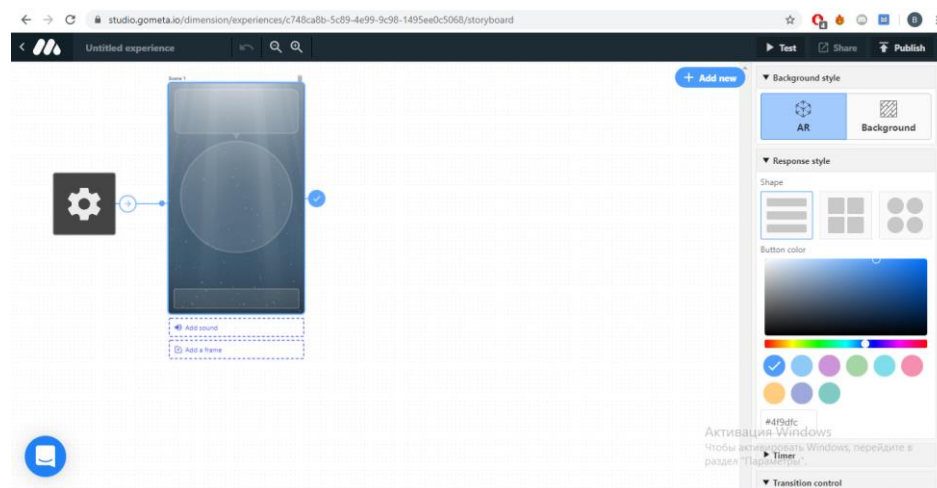 studio.gometa.io/dimension/experiences/c748ca8b-5c89-4e99-9c98-1495ee0c5068/storyboard
B
Untitled experience
Test
Share
Publish
Scene 1
+ Add new
Background style
AR
Background
Response style
Shape
Button color
Add sound
Add a frame
#4f9dfc
Активация Windows
Чтобы активировать Windows, перейдите в
раздел "Параметры".
Timer
Transition control